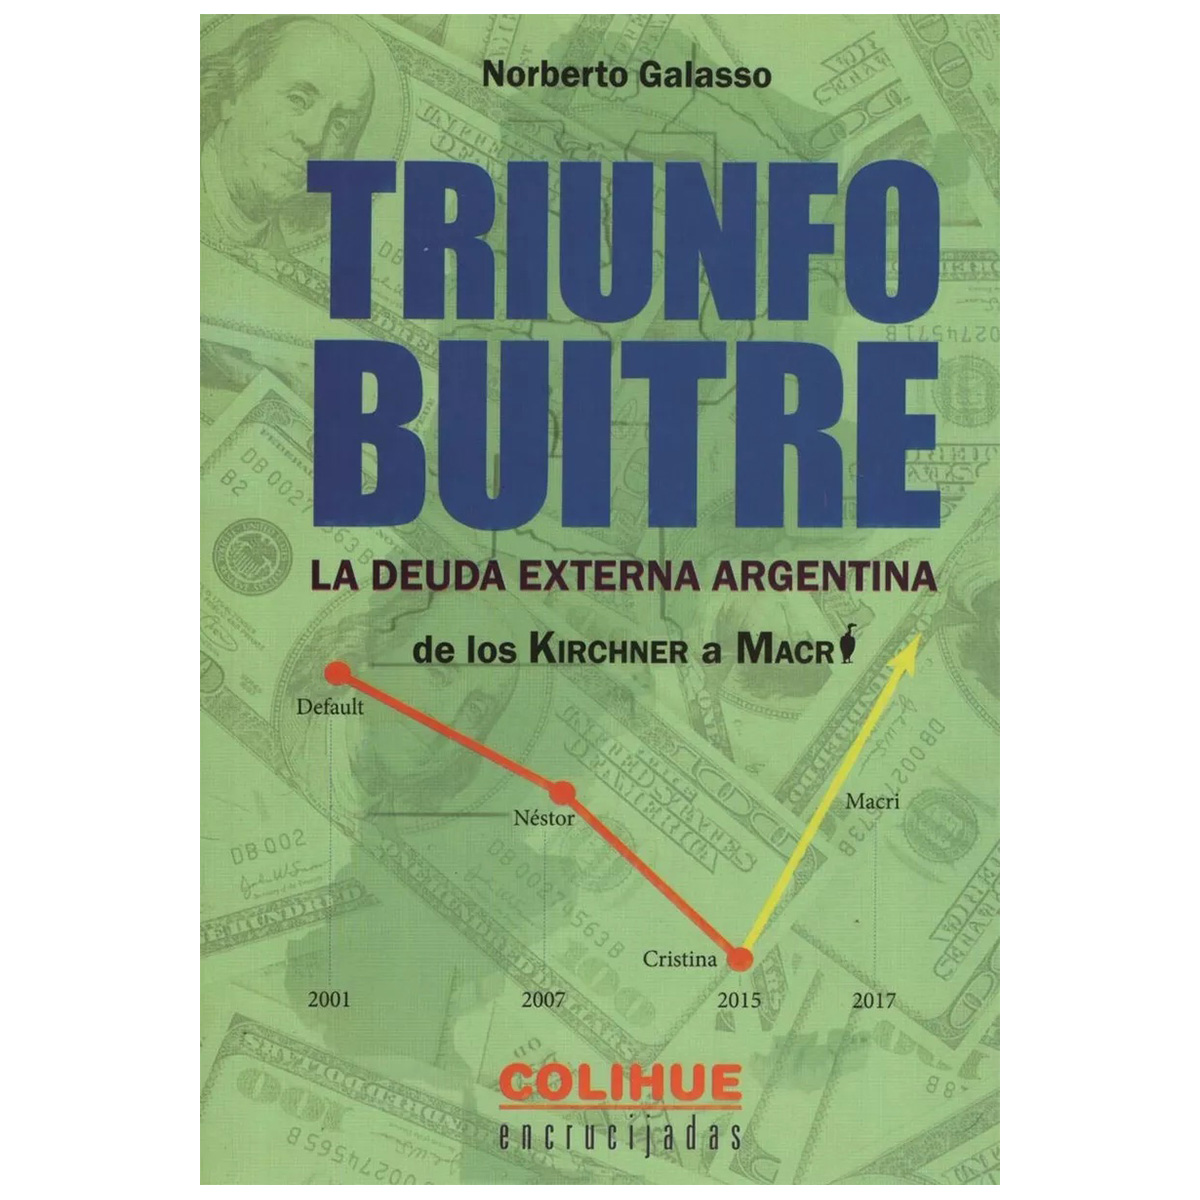 Norberto Galasso
TRIUNFO
BUITRE
LA DEUDA EXTERNA ARGENTINA
de los KIRCHNER a MACRI
Default
Néstor
Macri
Cristina
2001 2007 2015 2017
COLIHUE
encrucijadas